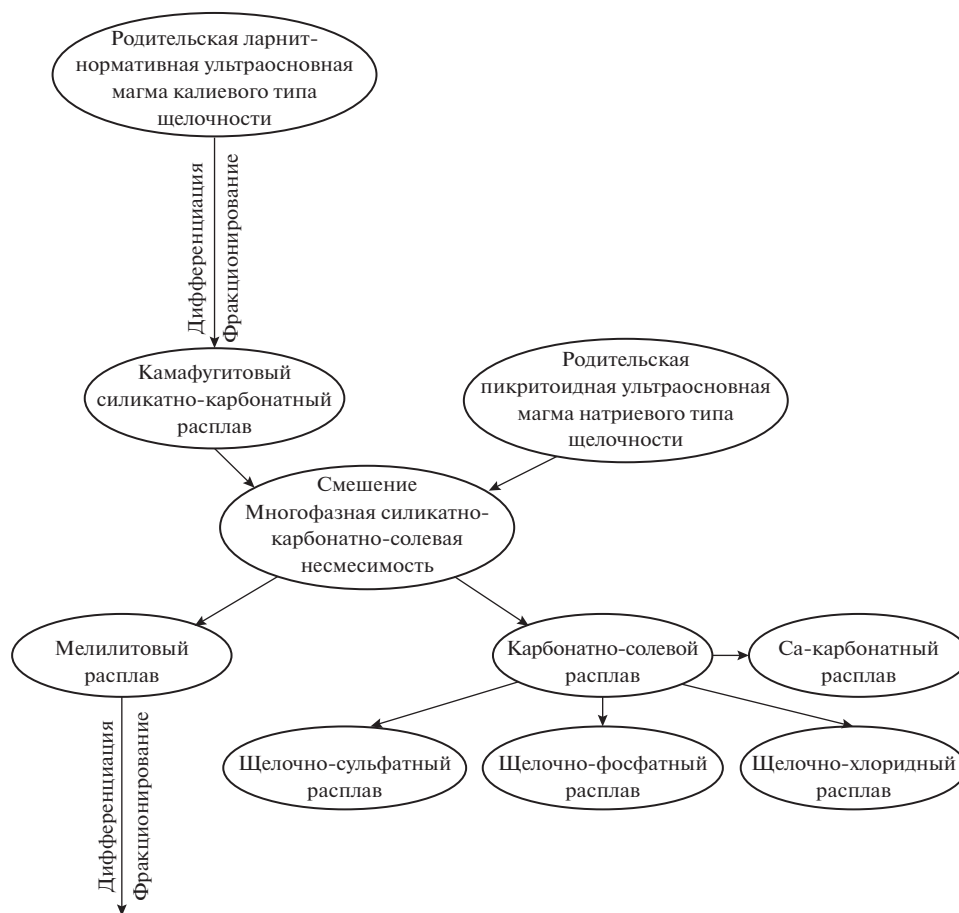 Родительская ларнит-
нормативная ультраосновная
магма калиевого типа
щелочности
Дифференциация
Фракционирование
Камафугитовый
силикатно-карбонатный
расплав
Родительская
пикритоидная ультраосновная
магма натриевого типа
щелочности
Смешение
Многофазная силикатно-
карбонатно-солевая
несмесимость
Мелилитовый
расплав
Карбонатно-солевой
расплав
Са-карбонатный
расплав
Дифференциация
Фракционирование
Щелочно-сульфатный
расплав
Щелочно-фосфатный
расплав
Щелочно-хлоридный
расплав